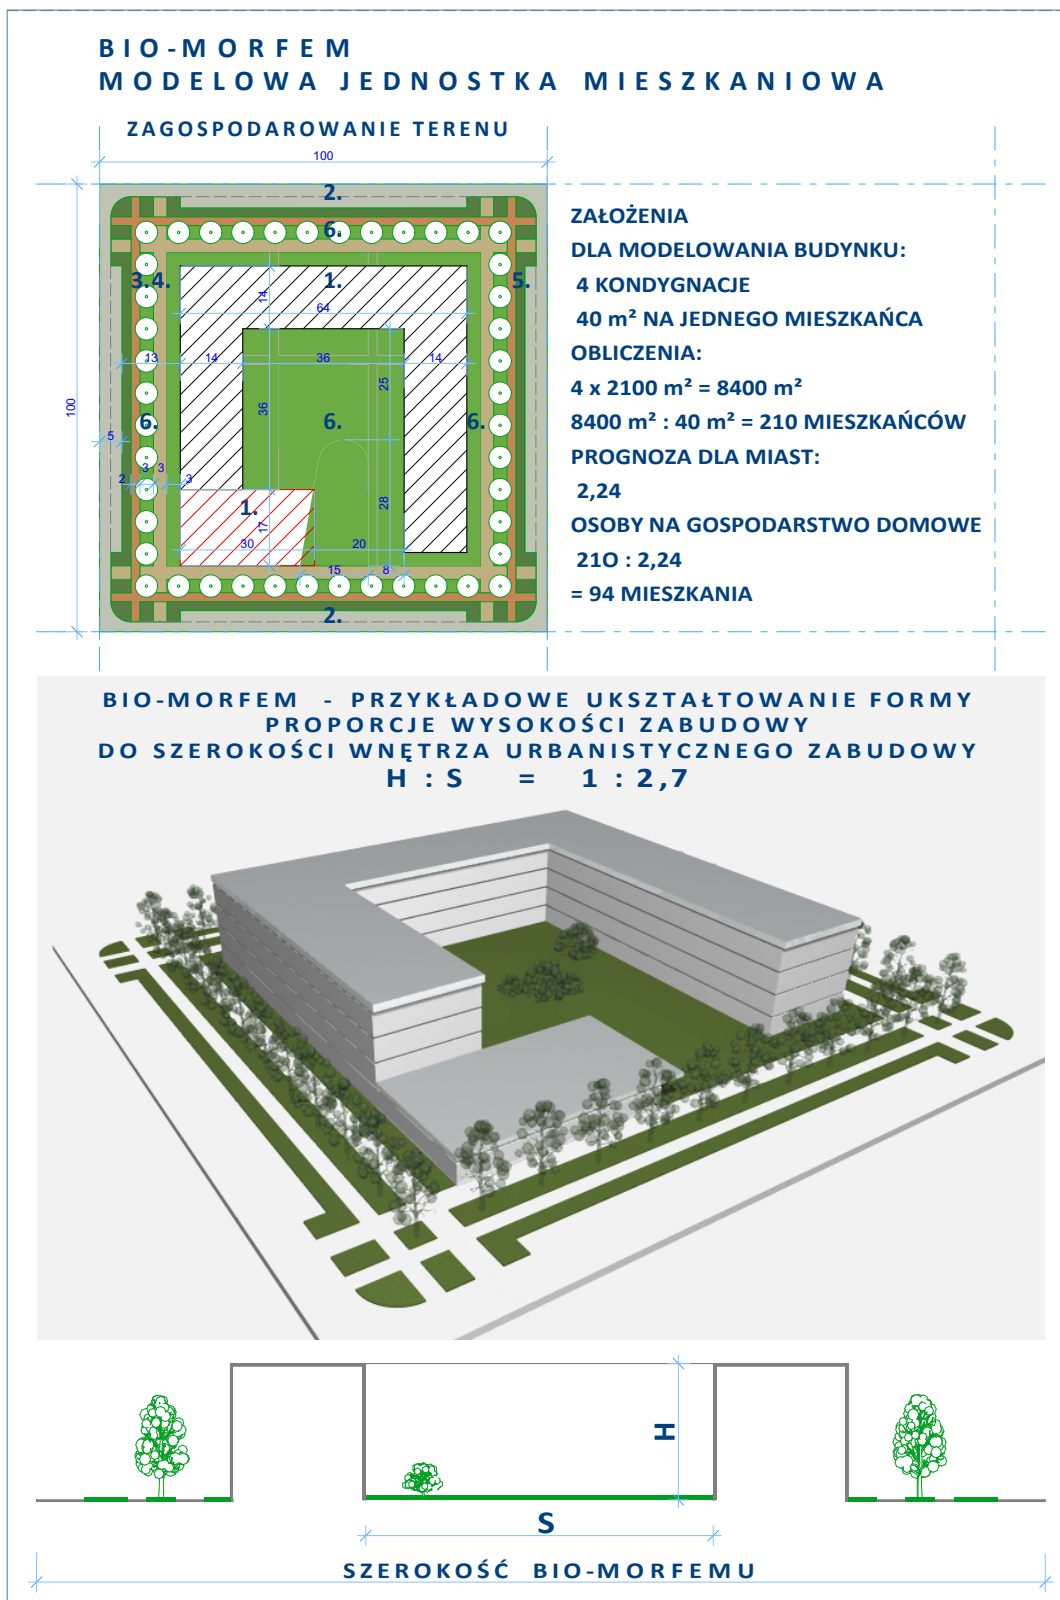 BIO-MORFEM
MODELOWA JEDNOSTKA MIESZKANIOWA
ZAGOSPODAROWANIE TERENU
100
2.
6.
3.4.
1.
5.
14
64
13
14
36
14
25
100
36
6.
6.
6.
5
2
3
3
3
28
1.
17
30
20
15
8
2.
ZAŁOŻENIA
DLA MODELOWANIA BUDYNKU:
4 KONDYGNACJE
40 m² NA JEDNEGO MIESZKAŃCA
OBLICZENIA:
4 x 2100 m² = 8400 m²
8400 m² : 40 m² = 210 MIESZKAŃCÓW
PROGNOZA DLA MIAST:
2,24
OSOBY NA GOSPODARSTWO DOMOWE
21O : 2,24
= 94 MIESZKANIA
BIO-MORFEM - PRZYKŁADOWE UKSZTAŁTOWANIE FORMY
PROPORCJE WYSOKOŚCI ZABUDOWY
DO SZEROKOŚCI WNĘTRZA URBANISTYCZNEGO ZABUDOWY
H : S = 1 : 2,7
H
S
SZEROKOŚĆ BIO-MORFEMU